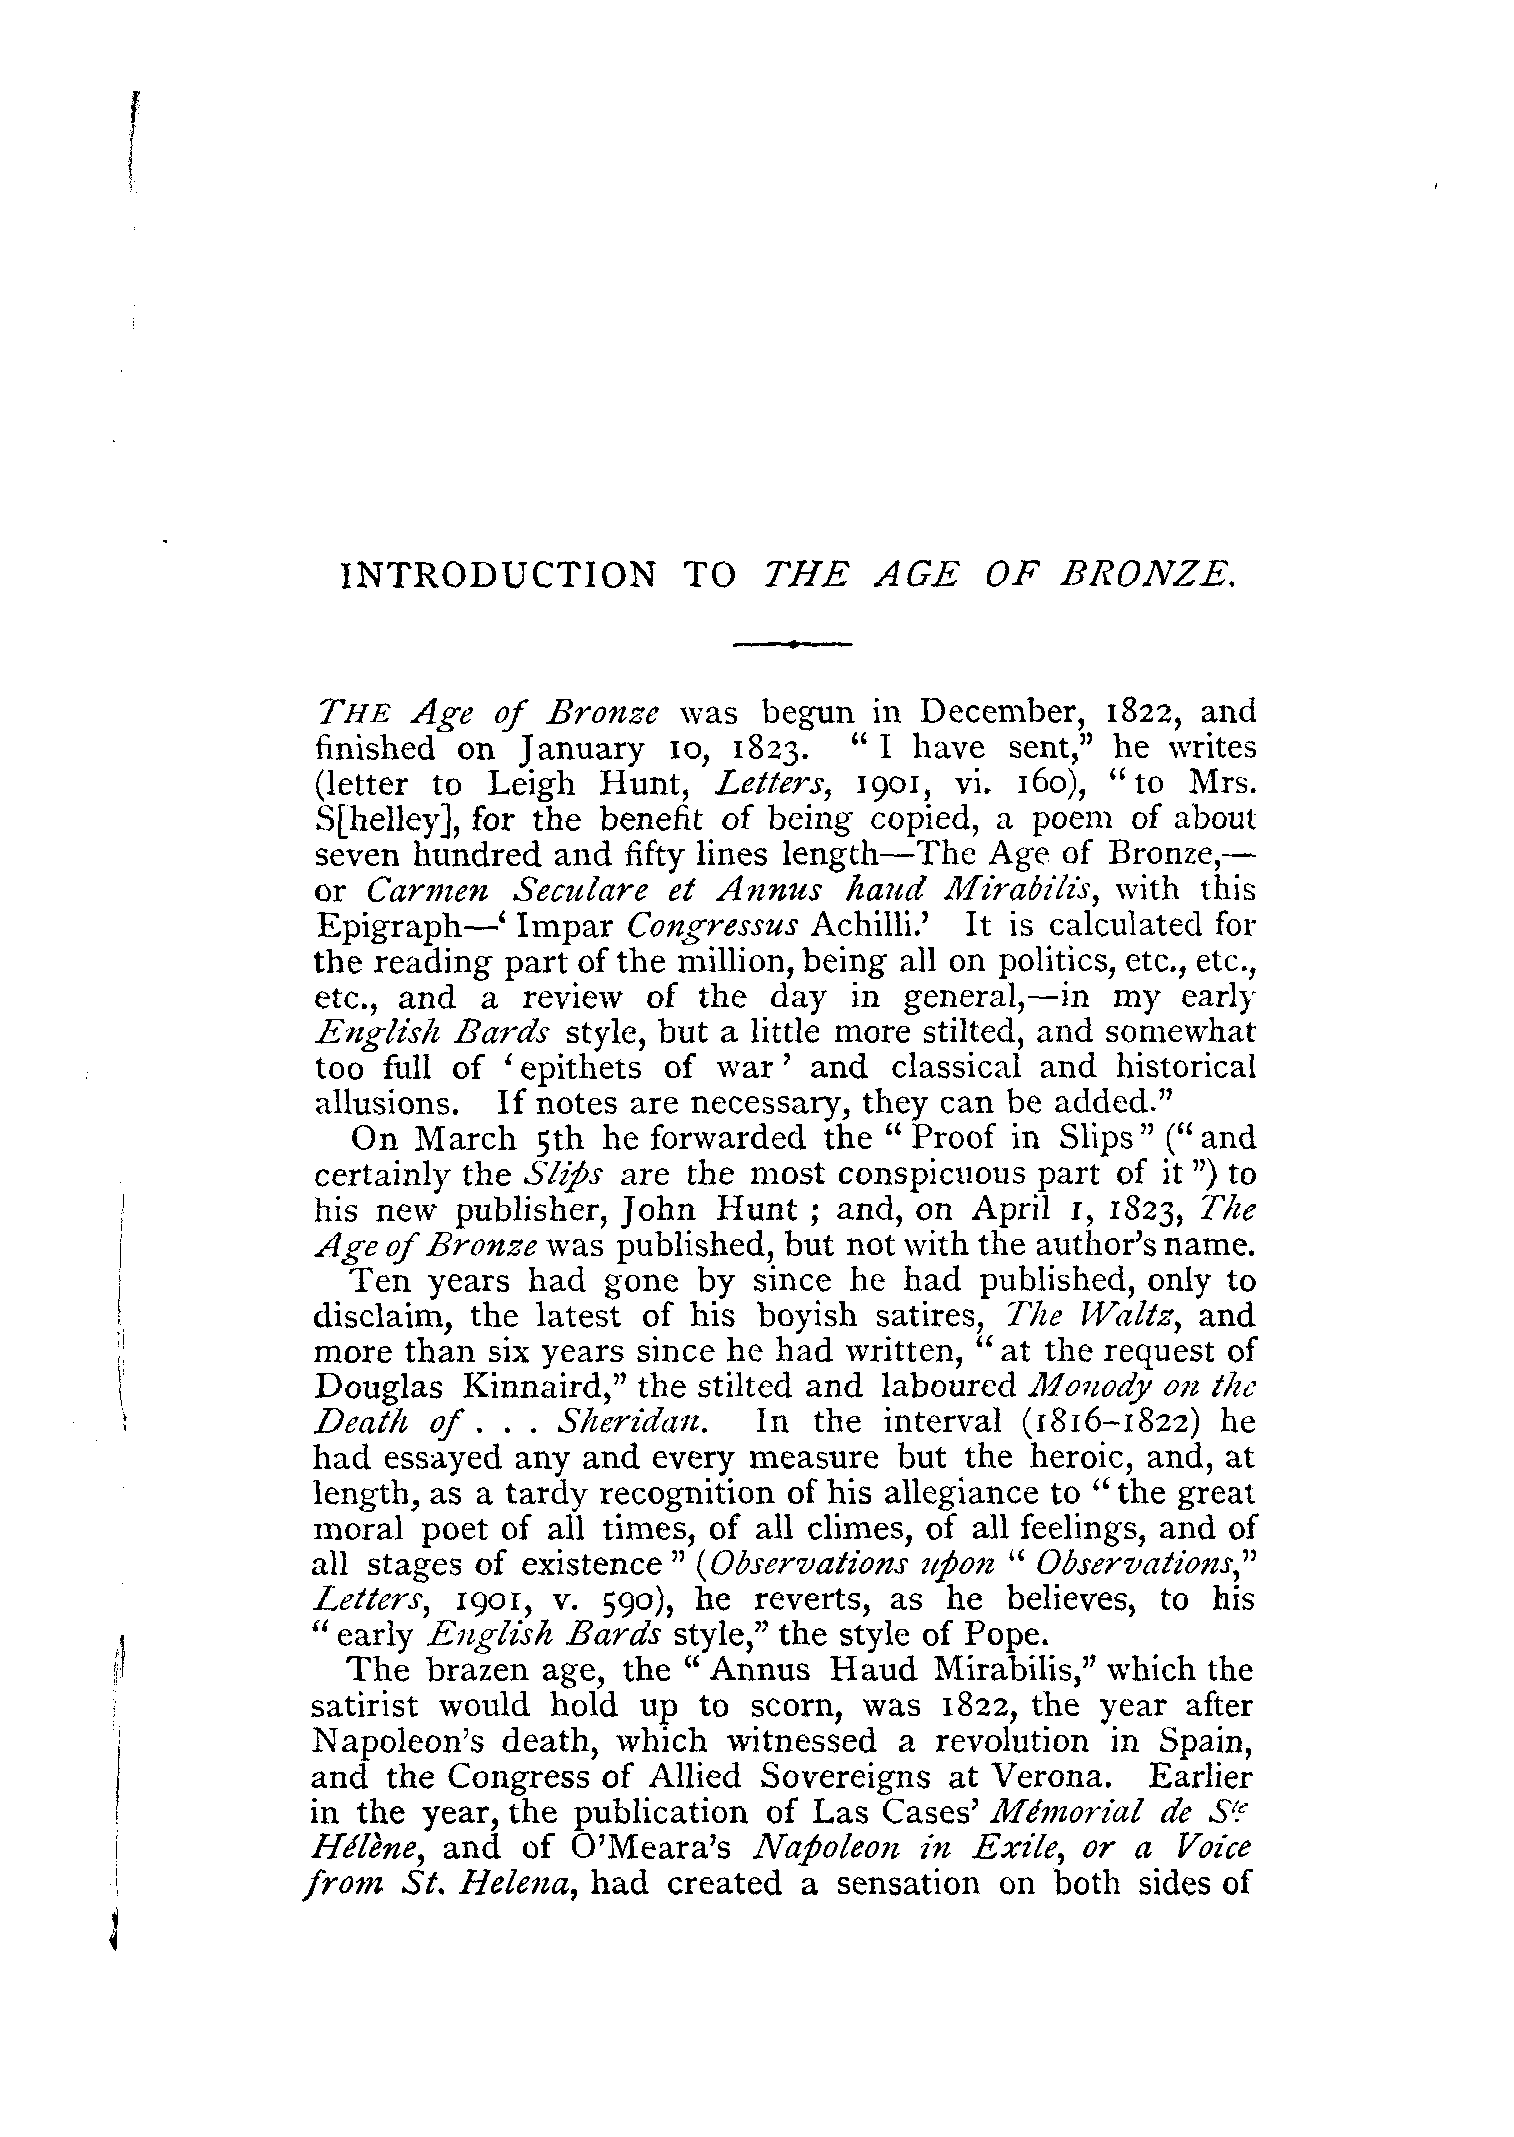 INTRODUCTION TO THE AGE OF BRONZE.
THE Age of Bronze was begun in December, 1822, and
finished on January 10, 1823. “I have sent,” he writes
(letter to Leigh Hunt, Letters, 1901, vi. 160), “to Mrs.
S[helley], for the benefit of being copied, a poem of about
seven hundred and fifty lines length—The Age of Bronze,—
or Carmen Seculare et Annus haud Mirabilis, with this
Epigraph—‘Impar Congressus Achilli.’ It is calculated for
the reading part of the million, being all on politics, etc., etc.,
etc., and a review of the day in general,—in my early
English Bards style, but a little more stilted, and somewhat
too full of ‘epithets of war’ and classical and historical
allusions. If notes are necessary, they can be added.”
On March 5th he forwarded the “Proof in Slips” (“and
certainly the Slips are the most conspicuous part of it”) to
his new publisher, John Hunt; and, on April 1, 1823, The
Age of Bronze was published, but not with the author’s name.
Ten years had gone by since he had published, only to
disclaim, the latest of his boyish satires, The Waltz, and
more than six years since he had written, “at the request of
Douglas Kinnaird,” the stilted and laboured Monody on the
Death of . . . Sheridan. In the interval (1816–1822) he
had essayed any and every measure but the heroic, and, at
length, as a tardy recognition of his allegiance to “the great
moral poet of all times, of all climes, of all feelings, and of
all stages of existence” (Observations upon “Observations,”
Letters, 1901, v. 590), he reverts, as he believes, to his
“early English Bards style,” the style of Pope.
The brazen age, the “Annus Haud Mirabilis,” which the
satirist would hold up to scorn, was 1822, the year after
Napoleon’s death, which witnessed a revolution in Spain,
and the Congress of Allied Sovereigns at Verona. Earlier
in the year, the publication of Las Cases’ Mémorial de Ste
Hélène, and of O’Meara’s Napoleon in Exile, or a Voice
from St. Helena, had created a sensation on both sides of